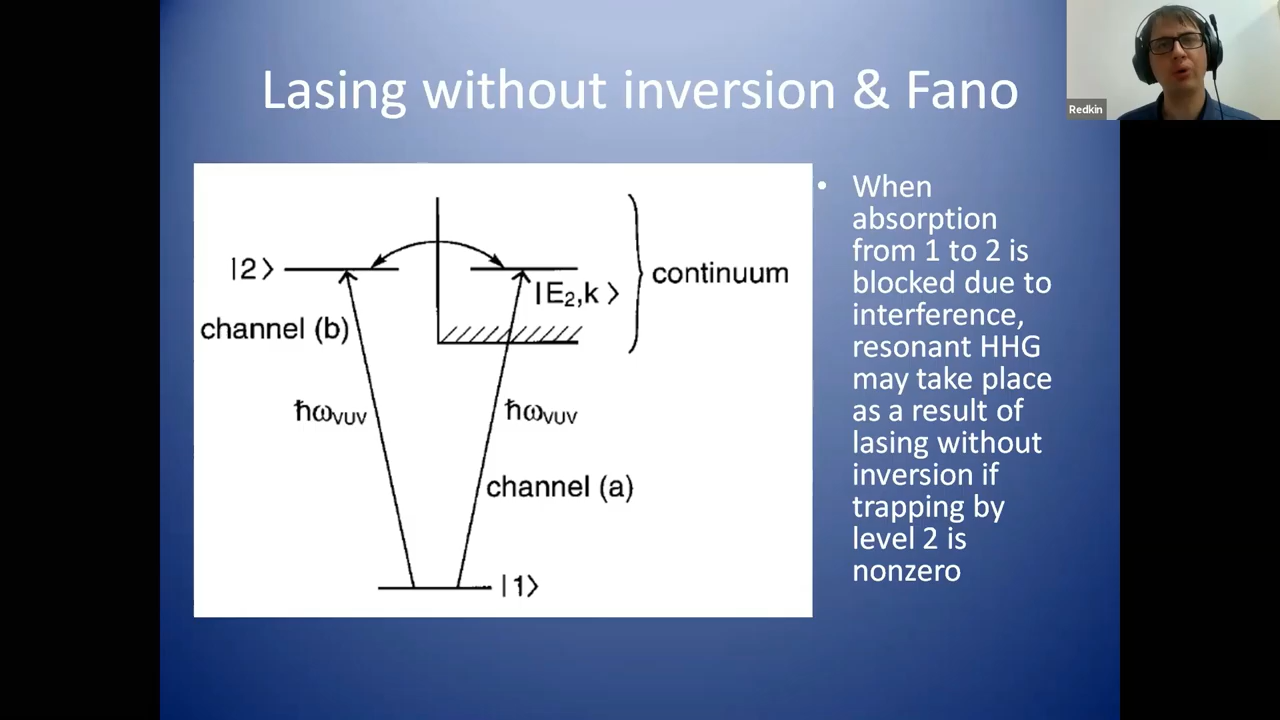 Lasing without inversion & Fano
Redkin
|2>
|E₂,k >
continuum
channel (b)
ħω_VUV
ħω_VUV
channel (a)
|1>
• When
absorption
from 1 to 2 is
blocked due to
interference,
resonant HHG
may take place
as a result of
lasing without
inversion if
trapping by
level 2 is
nonzero